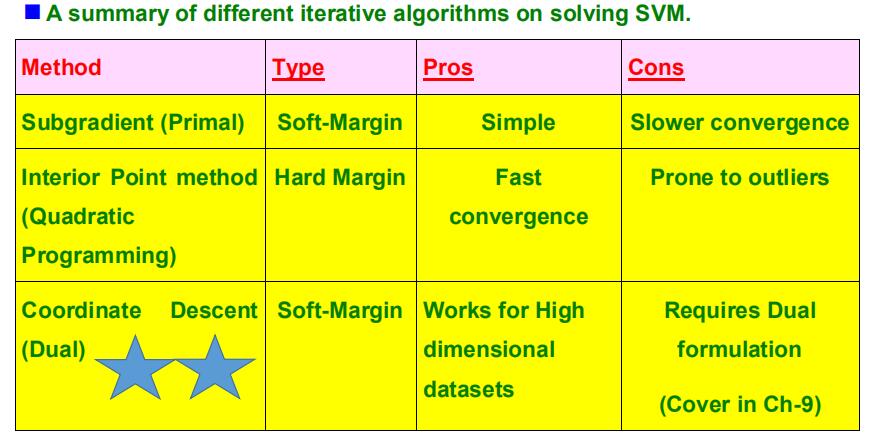 A summary of different iterative algorithms on solving SVM.
Method Type Pros Cons
Subgradient (Primal) Soft-Margin Simple Slower convergence
Interior Point method Hard Margin Fast Prone to outliers
(Quadratic convergence
Programming)
Coordinate Descent Soft-Margin Works for High Requires Dual
(Dual) dimensional formulation
datasets
(Cover in Ch-9)